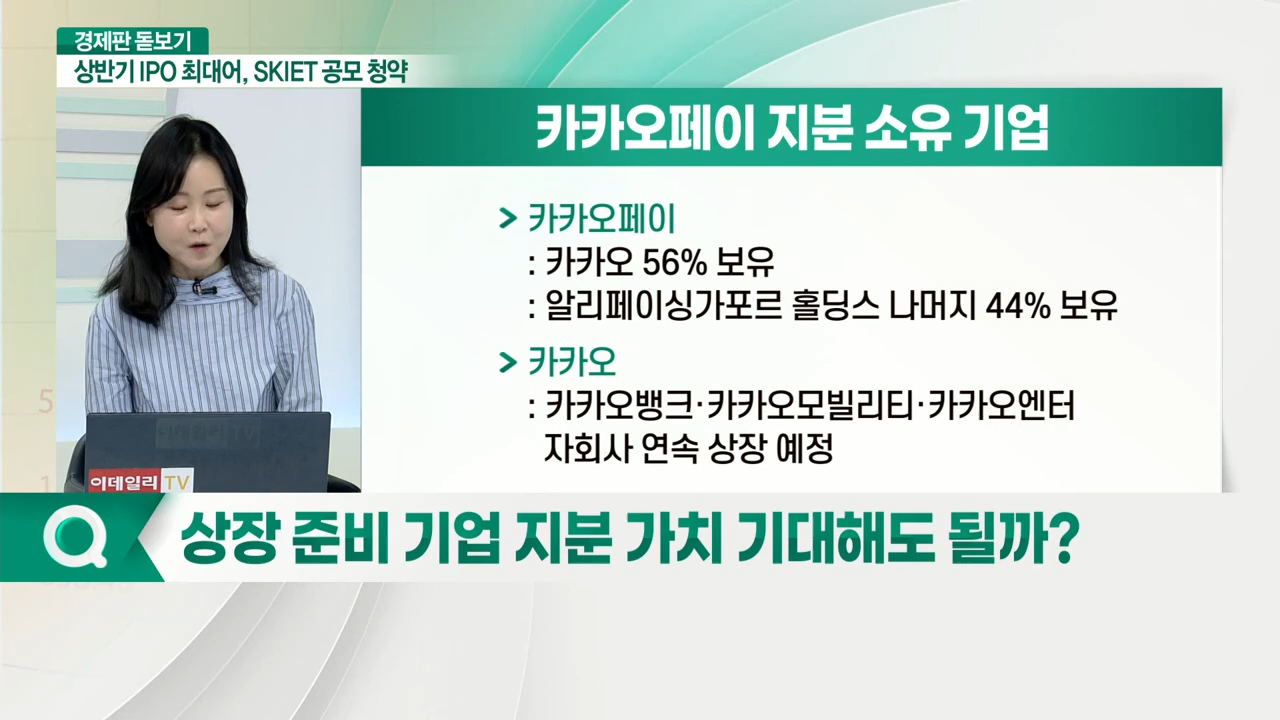 경제판 돋보기
상반기 IPO 최대어, SKIET 공모 청약
카카오페이 지분 소유 기업
> 카카오페이
: 카카오 56% 보유
: 알리페이싱가포르 홀딩스 나머지 44% 보유
> 카카오
: 카카오뱅크·카카오모빌리티·카카오엔터
자회사 연속 상장 예정
이데일리 TV
Q 상장 준비 기업 지분 가치 기대해도 될까?